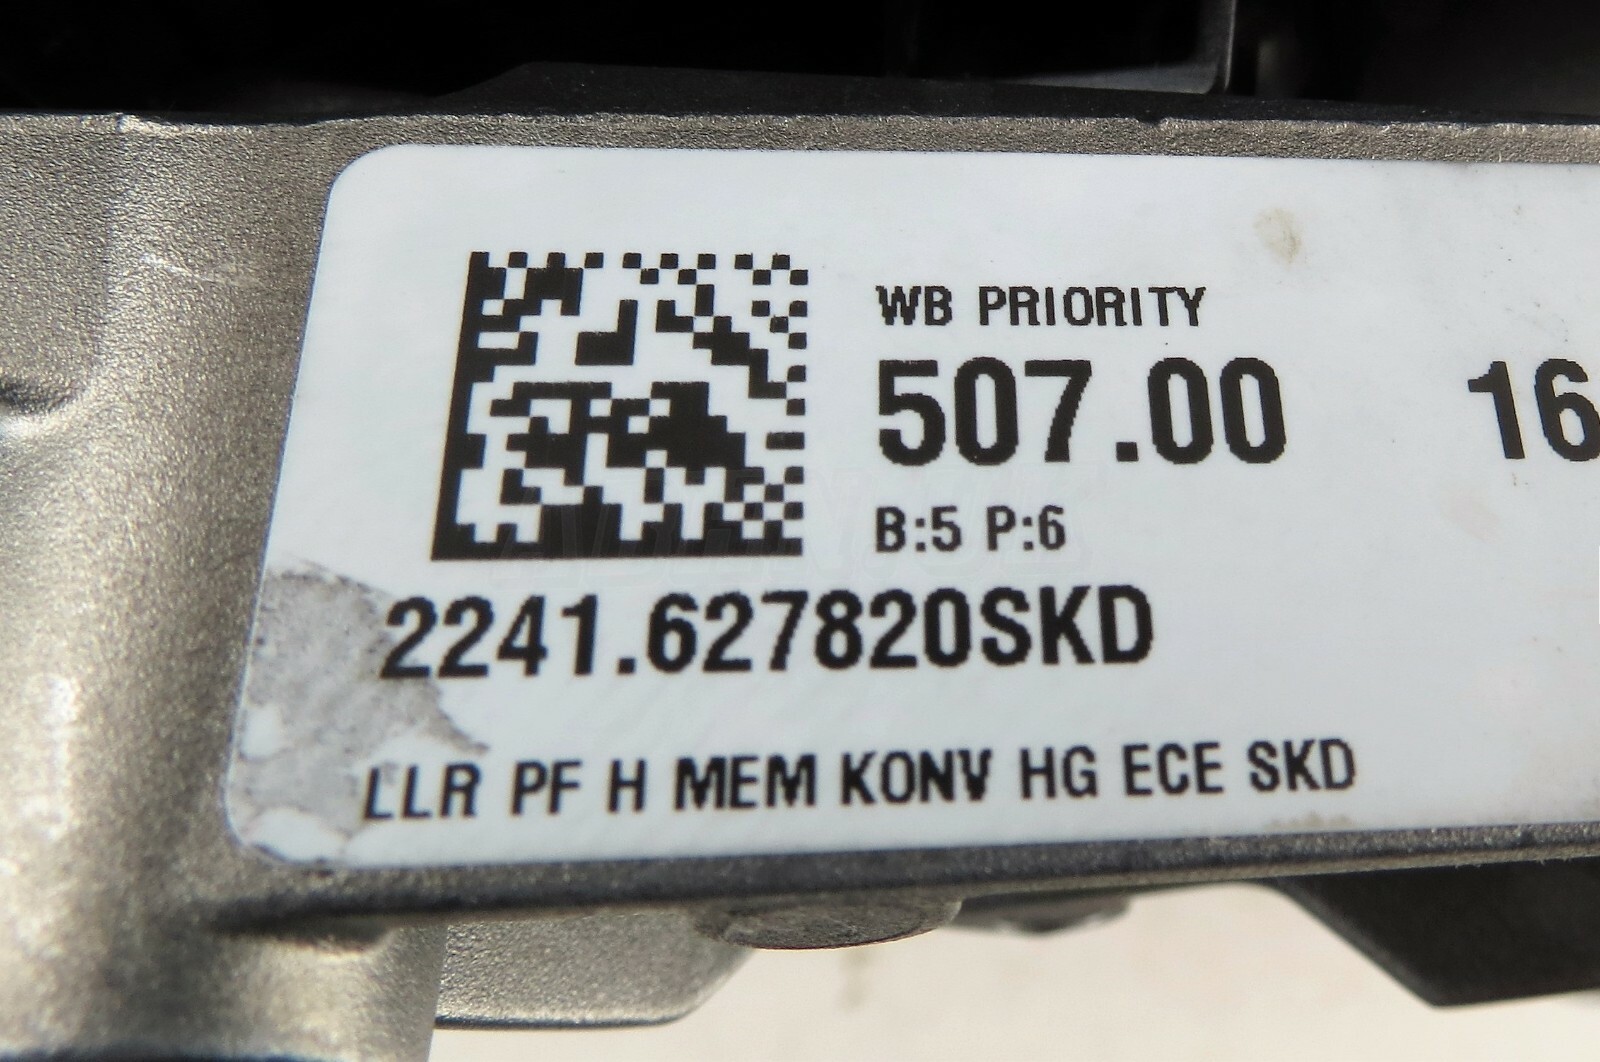 WB PRIORITY
507.00 16
B:5 P:6
2241.627820SKD
LLR PF H MEM KONV HG ECE SKD